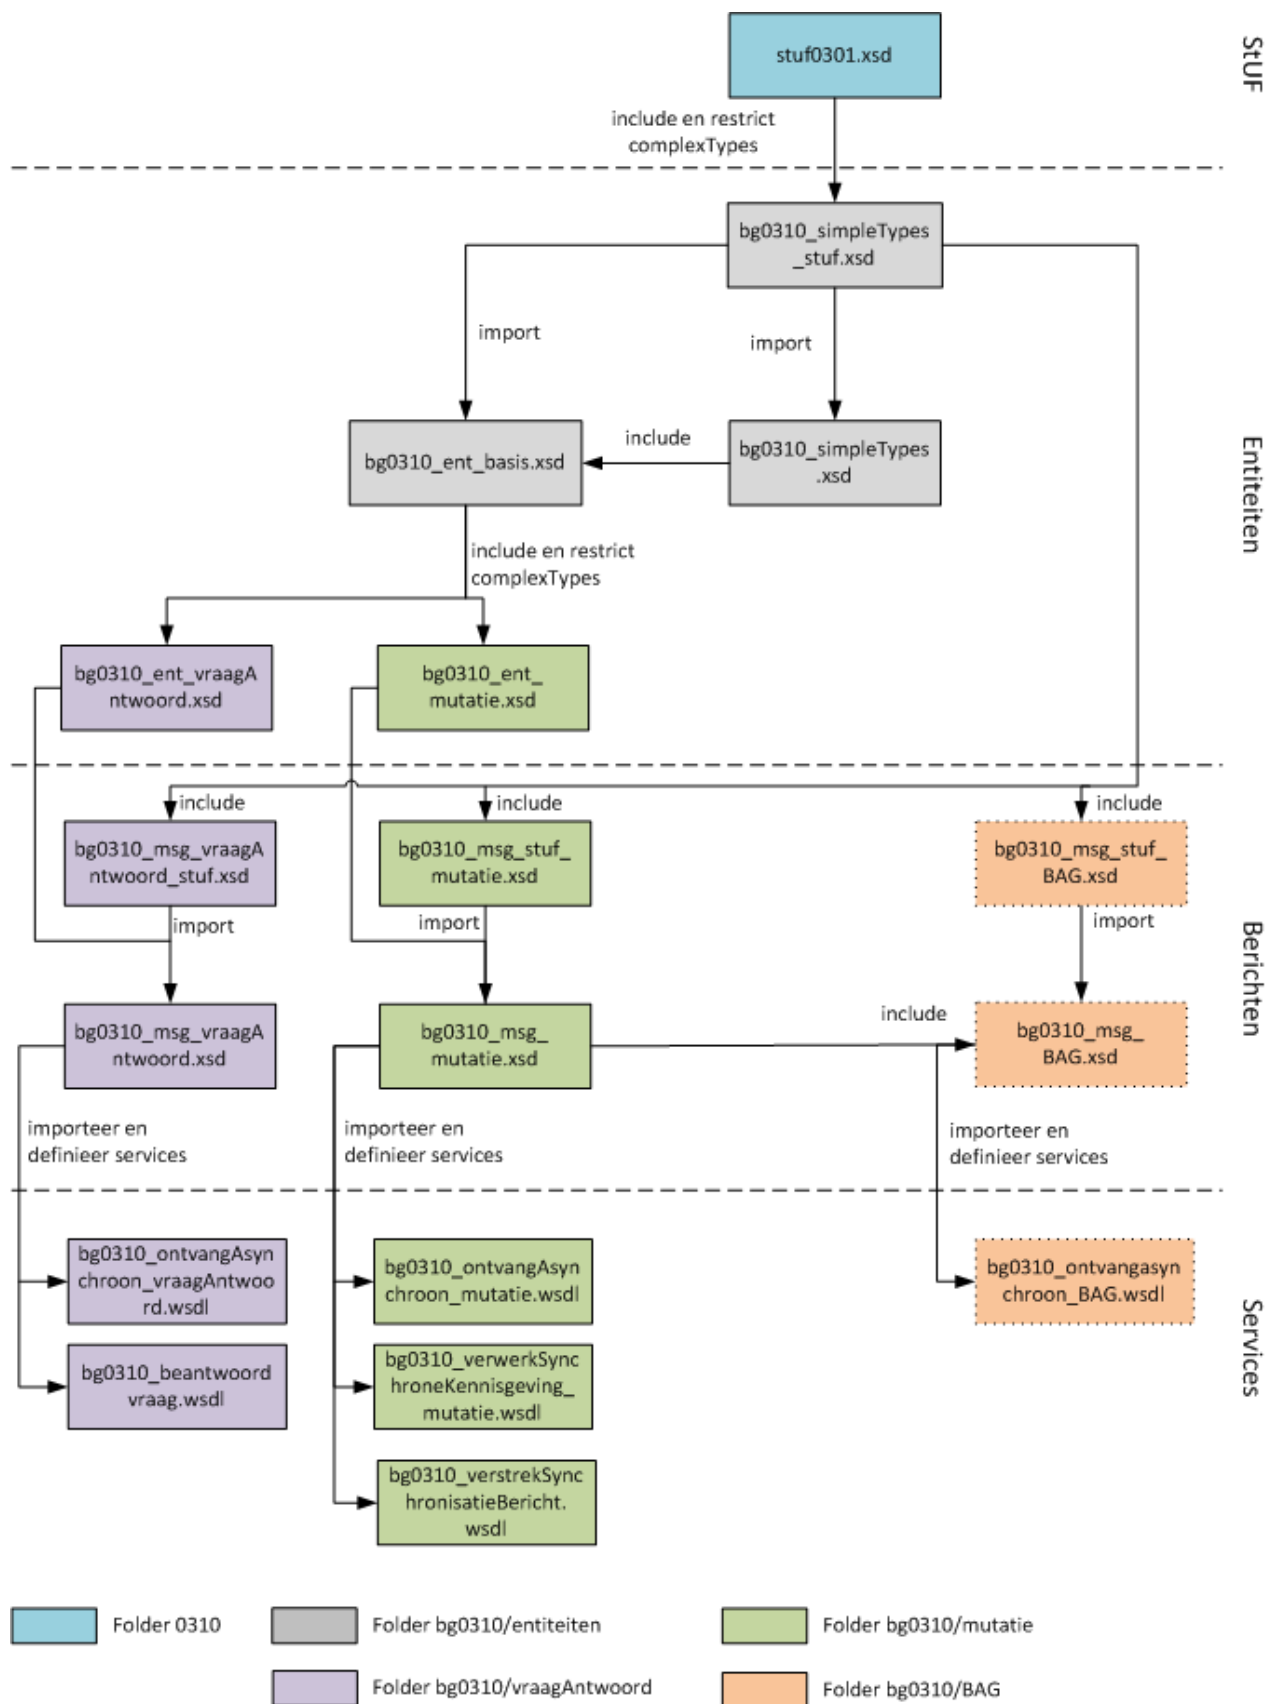 stuf0301.xsd
StUF
include en restrict
complexTypes
bg0310_simpleTypes
_stuf.xsd
import
import
bg0310_ent_basis.xsd
include
bg0310_simpleTypes
.xsd
Entiteiten
include en restrict
complexTypes
bg0310_ent_vraagA
ntwoord.xsd
bg0310_ent_
mutatie.xsd
include
include
include
bg0310_msg_vraagA
ntwoord_stuf.xsd
bg0310_msg_stuf_
mutatie.xsd
bg0310_msg_stuf_
BAG.xsd
import
import
import
Berichten
bg0310_msg_vraagA
ntwoord.xsd
bg0310_msg_
mutatie.xsd
include
bg0310_msg_
BAG.xsd
importeer en
definieer services
importeer en
definieer services
importeer en
definieer services
bg0310_ontvangAsyn
chroon_vraagAntwoo
rd.wsdl
bg0310_ontvangAsyn
chroon_mutatie.wsdl
bg0310_ontvangasyn
chroon_BAG.wsdl
Services
bg0310_beantwoord
vraag.wsdl
bg0310_verwerkSync
hroneKennisgeving_
mutatie.wsdl
bg0310_verstrekSync
hronisatieBericht.
wsdl
Folder 0310
Folder bg0310/entiteiten
Folder bg0310/mutatie
Folder bg0310/vraagAntwoord
Folder bg0310/BAG